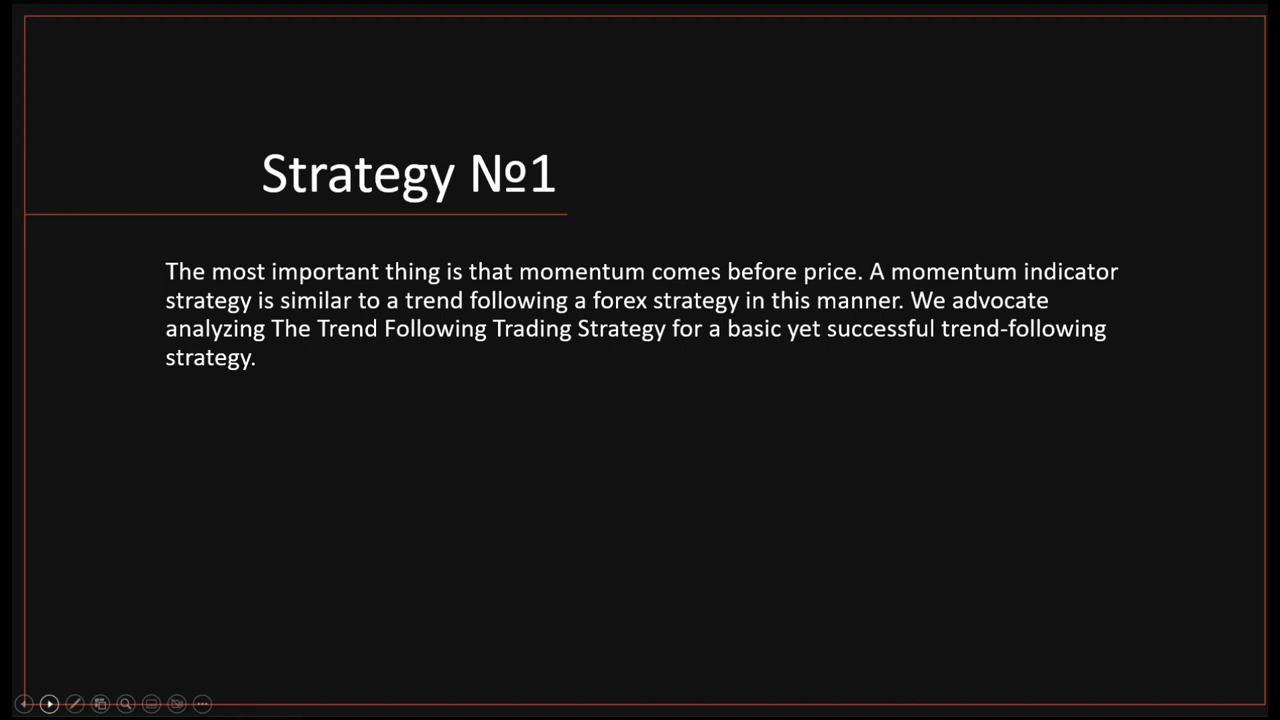 Strategy №1
The most important thing is that momentum comes before price. A momentum indicator
strategy is similar to a trend following a forex strategy in this manner. We advocate
analyzing The Trend Following Trading Strategy for a basic yet successful trend-following
strategy.